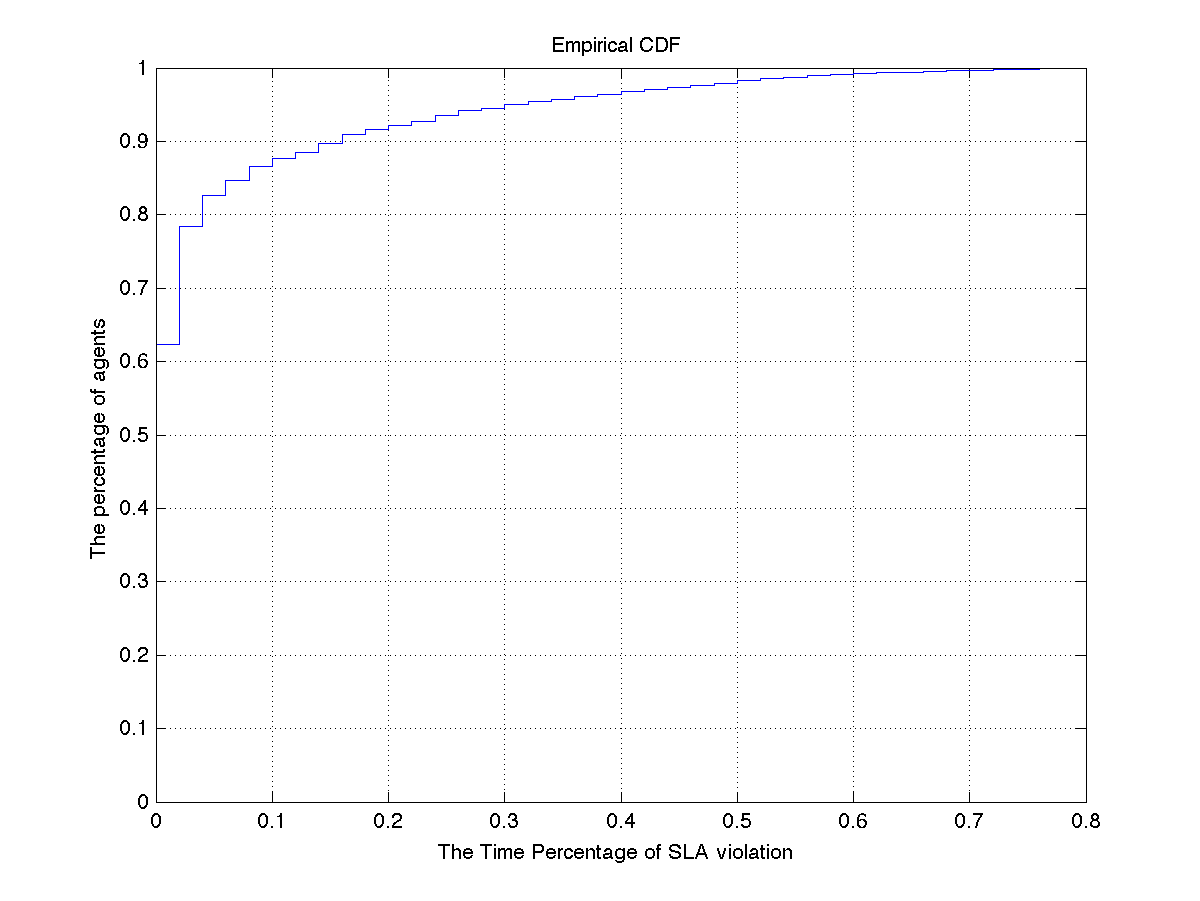 Empirical CDF
1
0.9
0.8
0.7
0.6
0.5
0.4
0.3
0.2
0.1
0
The percentage of agents
0 0.1 0.2 0.3 0.4 0.5 0.6 0.7 0.8
The Time Percentage of SLA violation